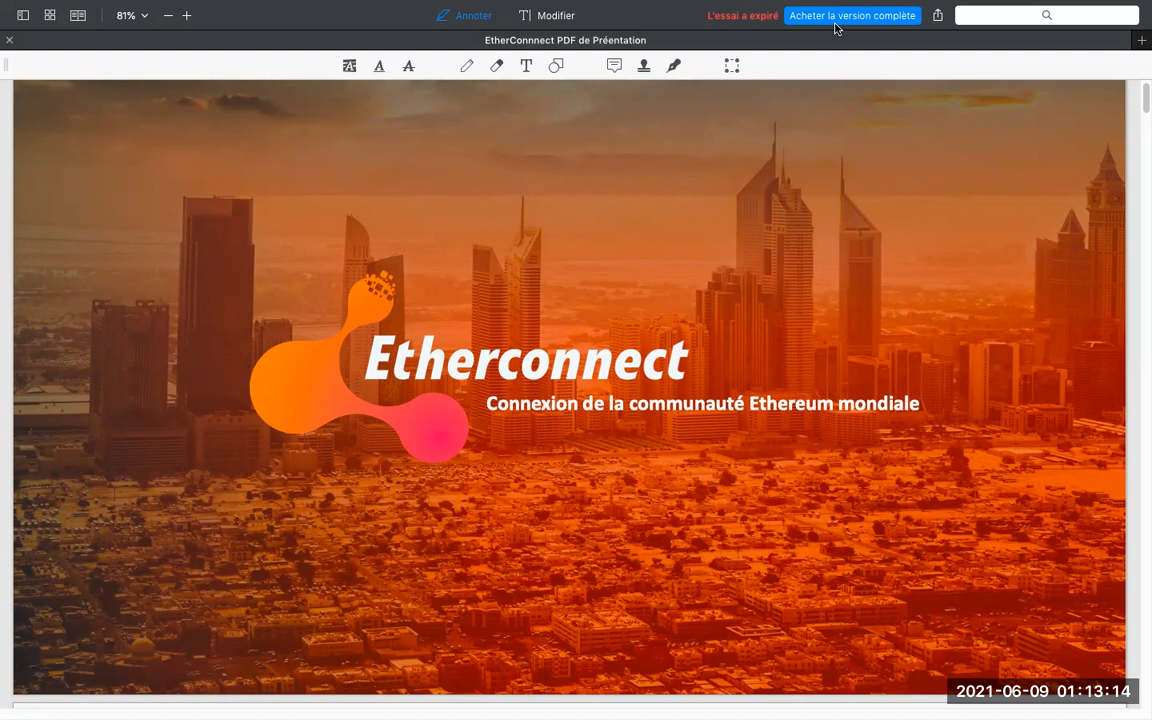 81%
Annoter
Modifier
L'essai a expiré
Acheter la version complète
EtherConnnect PDF de Préentation
Etherconnect
Connexion de la communauté Ethereum mondiale
2021-06-09 01:13:14